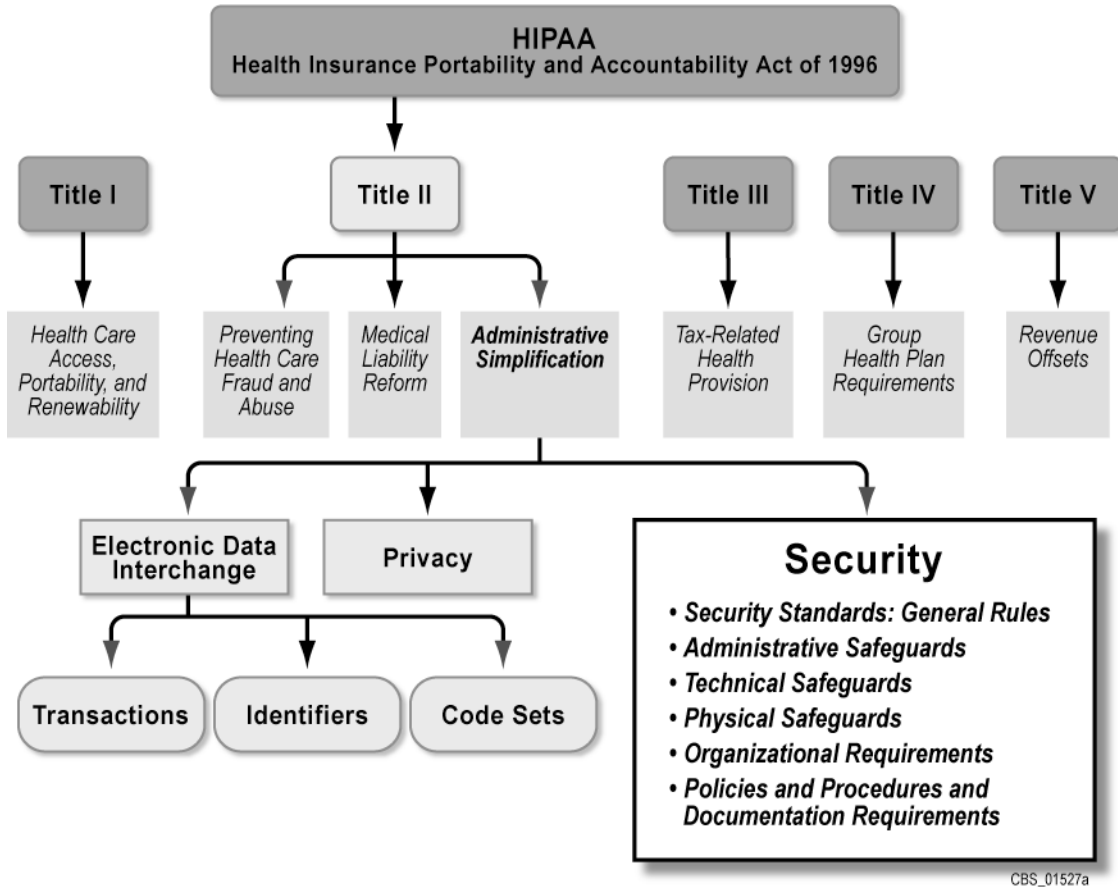 HIPAA
Health Insurance Portability and Accountability Act of 1996
Title I
Title II
Title III
Title IV
Title V
Health Care
Access,
Portability, and
Renewability
Preventing
Health Care
Fraud and
Abuse
Medical
Liability
Reform
Administrative
Simplification
Tax-Related
Health
Provision
Group
Health Plan
Requirements
Revenue
Offsets
Electronic Data
Interchange
Privacy
Security
• Security Standards: General Rules
• Administrative Safeguards
• Technical Safeguards
• Physical Safeguards
• Organizational Requirements
• Policies and Procedures and
Documentation Requirements
Transactions
Identifiers
Code Sets
CBS_01527a